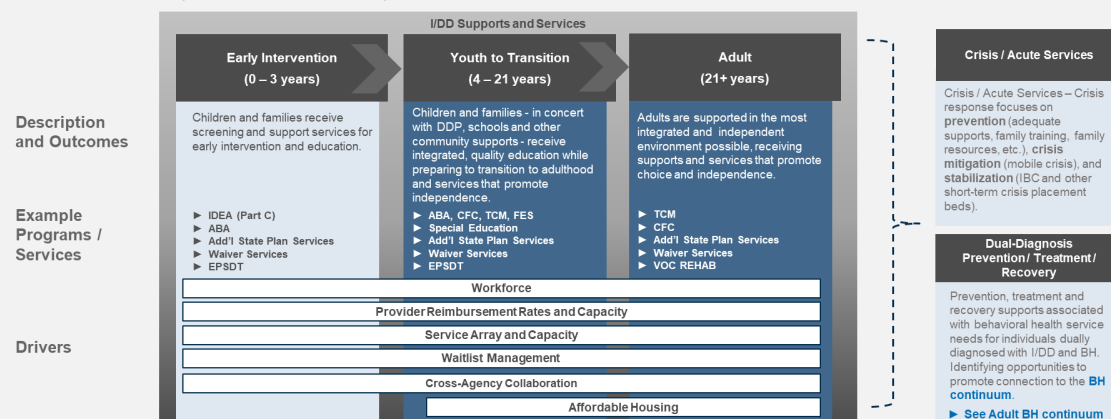 I/DD Supports and Services
Early Intervention
(0 – 3 years)
Youth to Transition
(4 – 21 years)
Adult
(21+ years)
Description
and Outcomes
Children and families receive
screening and support services for
early intervention and education.
Children and families - in concert
with DDP, schools and other
community supports - receive
integrated, quality education while
preparing to transition to adulthood
and services that promote
independence.
Adults are supported in the most
integrated and independent
environment possible, receiving
supports and services that promote
choice and independence.
Example
Programs /
Services
► IDEA (Part C)
► ABA
► Add'l State Plan Services
► Waiver Services
► EPSDT
► ABA, CFC, TCM, FES
► Special Education
► Add'l State Plan Services
► Waiver Services
► EPSDT
► TCM
► CFC
► Add'l State Plan Services
► Waiver Services
► VOC REHAB
Drivers
Workforce
Provider Reimbursement Rates and Capacity
Service Array and Capacity
Waitlist Management
Cross-Agency Collaboration
Affordable Housing
Crisis / Acute Services
Crisis / Acute Services – Crisis
response focuses on
prevention (adequate
supports, family training, family
resources, etc.), crisis
mitigation (mobile crisis), and
stabilization (IBC and other
short-term crisis placement
beds).
Dual-Diagnosis
Prevention / Treatment /
Recovery
Prevention, treatment and
recovery supports associated
with behavioral health service
needs for individuals dually
diagnosed with I/DD and BH.
Identifying opportunities to
promote connection to the BH
continuum.
► See Adult BH continuum